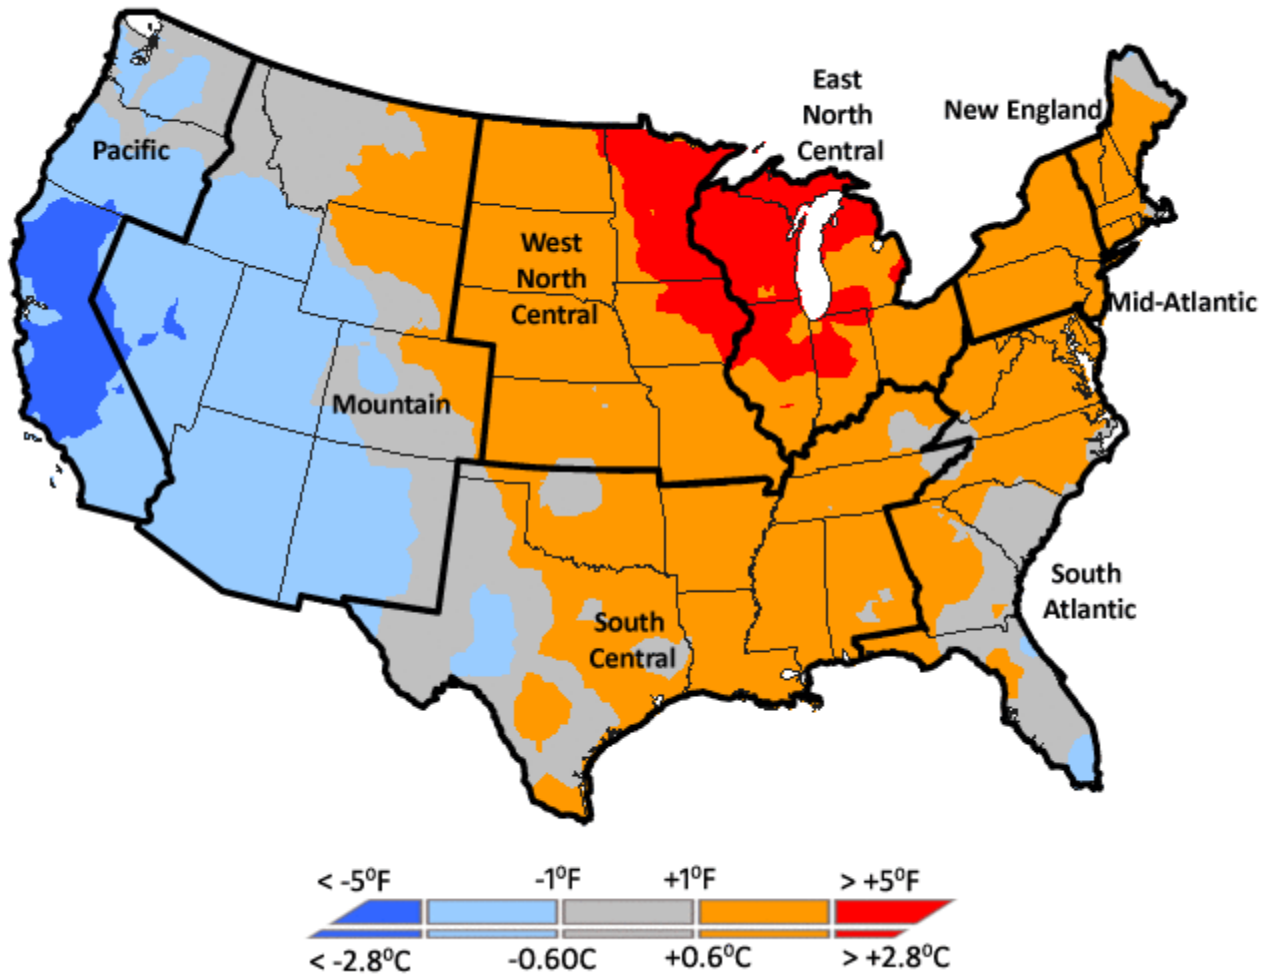 East
North
Central
New England
Pacific
West
North
Central
Mid-Atlantic
Mountain
South
Atlantic
South
Central
< -5⁰F
-1⁰F
+1⁰F
> +5⁰F
< -2.8⁰C
-0.60C
+0.6⁰C
> +2.8⁰C